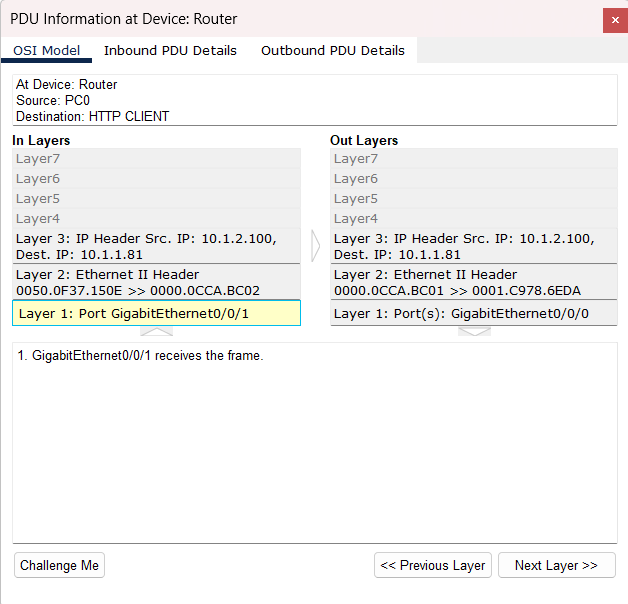 PDU Information at Device: Router
OSI Model
Inbound PDU Details
Outbound PDU Details
At Device: Router
Source: PC0
Destination: HTTP CLIENT
In Layers
Layer7
Layer6
Layer5
Layer4
Layer 3: IP Header Src. IP: 10.1.2.100,
Dest. IP: 10.1.1.81
Layer 2: Ethernet II Header
0050.0F37.150E >> 0000.0CCA.BC02
Layer 1: Port GigabitEthernet0/0/1
Out Layers
Layer7
Layer6
Layer5
Layer4
Layer 3: IP Header Src. IP: 10.1.2.100,
Dest. IP: 10.1.1.81
Layer 2: Ethernet II Header
0000.0CCA.BC01 >> 0001.C978.6EDA
Layer 1: Port(s): GigabitEthernet0/0/0
1. GigabitEthernet0/0/1 receives the frame.
Challenge Me
<< Previous Layer
Next Layer >>